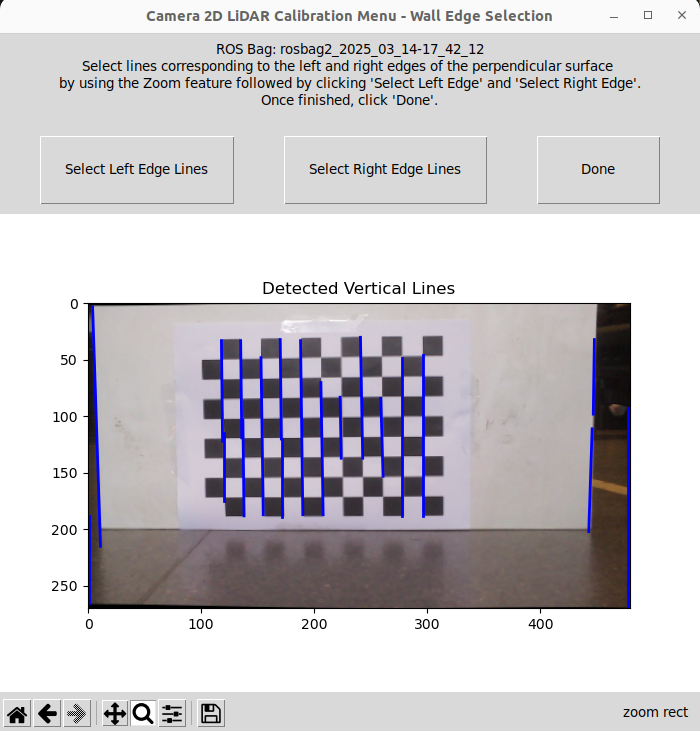 Camera 2D LiDAR Calibration Menu - Wall Edge Selection
ROS Bag: rosbag2_2025_03_14-17_42_12
Select lines corresponding to the left and right edges of the perpendicular surface
by using the Zoom feature followed by clicking 'Select Left Edge' and 'Select Right Edge'.
Once finished, click 'Done'.
Select Left Edge Lines
Select Right Edge Lines
Done
Detected Vertical Lines
0
50
100
150
200
250
0 100 200 300 400
zoom rect